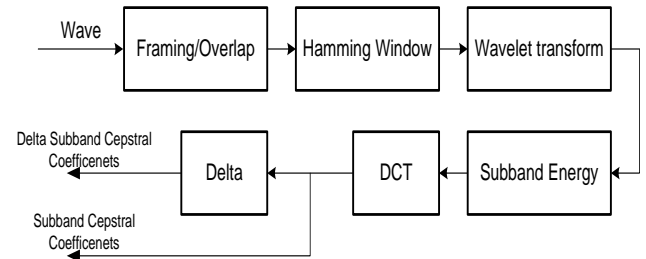 Wave
Framing/Overlap
Hamming Window
Wavelet transform
Delta Subband Cepstral
Coefficenets
Delta
DCT
Subband Energy
Subband Cepstral
Coefficenets